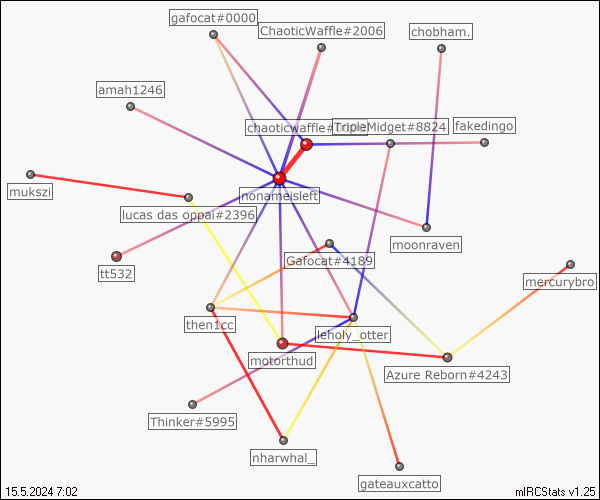 gafocat#0000
ChaoticWaffle#2006
chobham.
amah1246
chaoticwaffle#
TripleMidget#8824
fakedingo
mukszi
nonameisleft
lucas das oppai#2396
moonraven
tt532
Gafocat#4189
mercurybro
then1cc
leholy_otter
motorthud
Azure Reborn#4243
Thinker#5995
nharwhal_
gateauxcatto
15.5.2024 7:02
mIRCStats v1.25